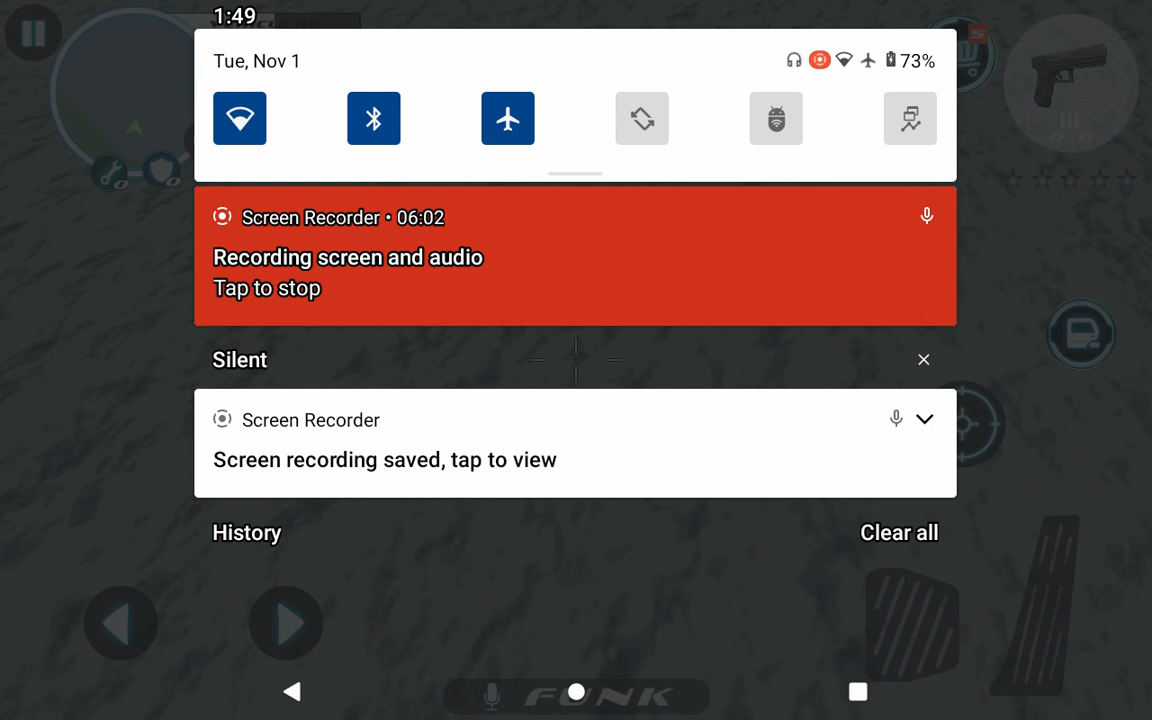 1:49
Tue, Nov 1
73%
Screen Recorder • 06:02
Recording screen and audio
Tap to stop
Silent
Screen Recorder
Screen recording saved, tap to view
History
Clear all
FUNK